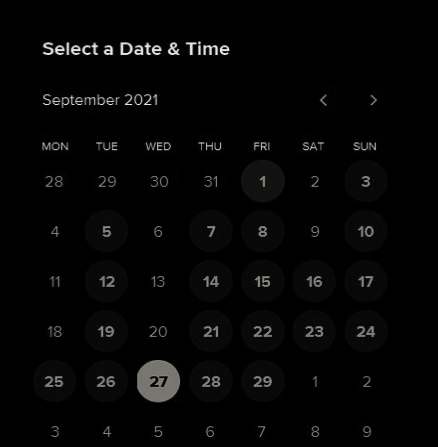 Select a Date & Time
September 2021
MON TUE WED THU FRI SAT SUN
28 29 30 31 1 2 3
4 5 6 7 8 9 10
11 12 13 14 15 16 17
18 19 20 21 22 23 24
25 26 27 28 29 1 2
3 4 5 6 7 8 9